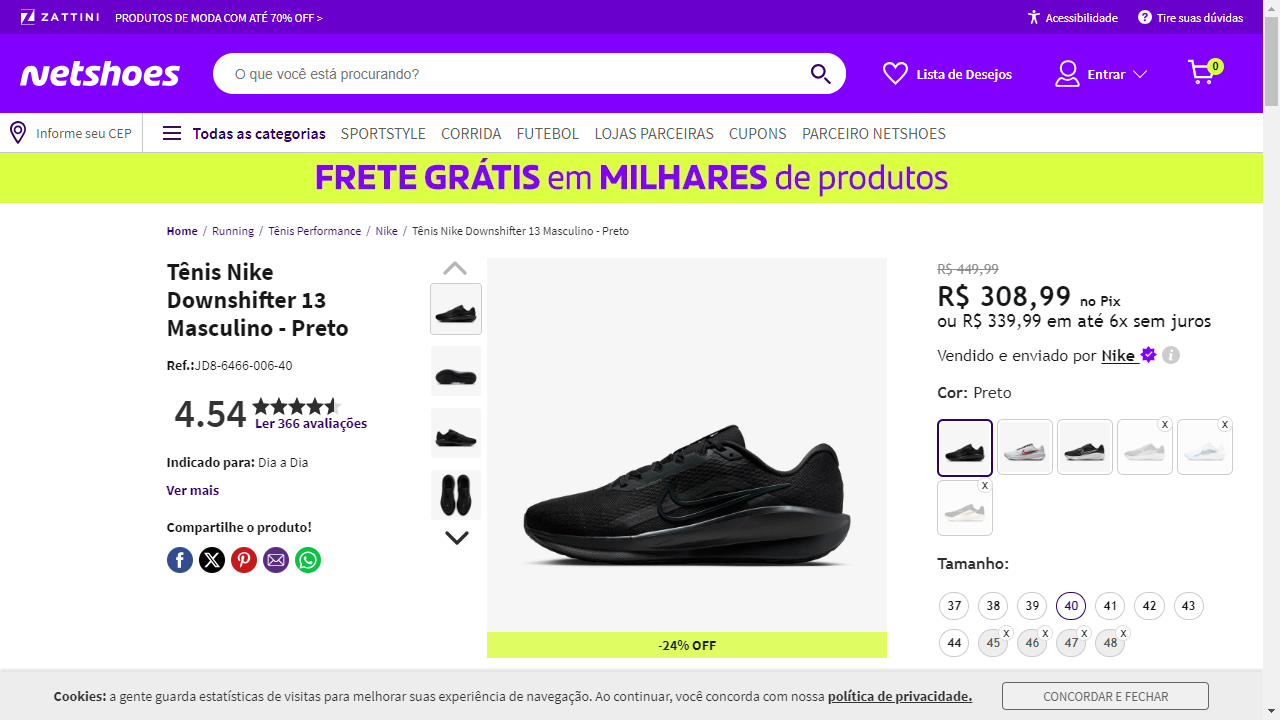 ZATTINI PRODUTOS DE MODA COM ATÉ 70% OFF > Acessibilidade Tire suas dúvidas
netshoes O que você está procurando? Lista de Desejos Entrar 0
Informe seu CEP Todas as categorias SPORTSTYLE CORRIDA FUTEBOL LOJAS PARCEIRAS CUPONS PARCEIRO NETSHOES
FRETE GRÁTIS em MILHARES de produtos
Home / Running / Tênis Performance / Nike / Tênis Nike Downshifter 13 Masculino - Preto
Tênis Nike
Downshifter 13
Masculino - Preto
Ref.:JD8-6466-006-40
4.54
Ler 366 avaliações
Indicado para: Dia a Dia
Ver mais
Compartilhe o produto!
-24% OFF
R$ 449,99
R$ 308,99 no Pix
ou R$ 339,99 em até 6x sem juros
Vendido e enviado por Nike
Cor: Preto
X X
X
Tamanho:
37 38 39 40 41 42 43
44 45 X 46 X 47 X 48 X
Cookies: a gente guarda estatísticas de visitas para melhorar suas experiência de navegação. Ao continuar, você concorda com nossa política de privacidade. CONCORDAR E FECHAR